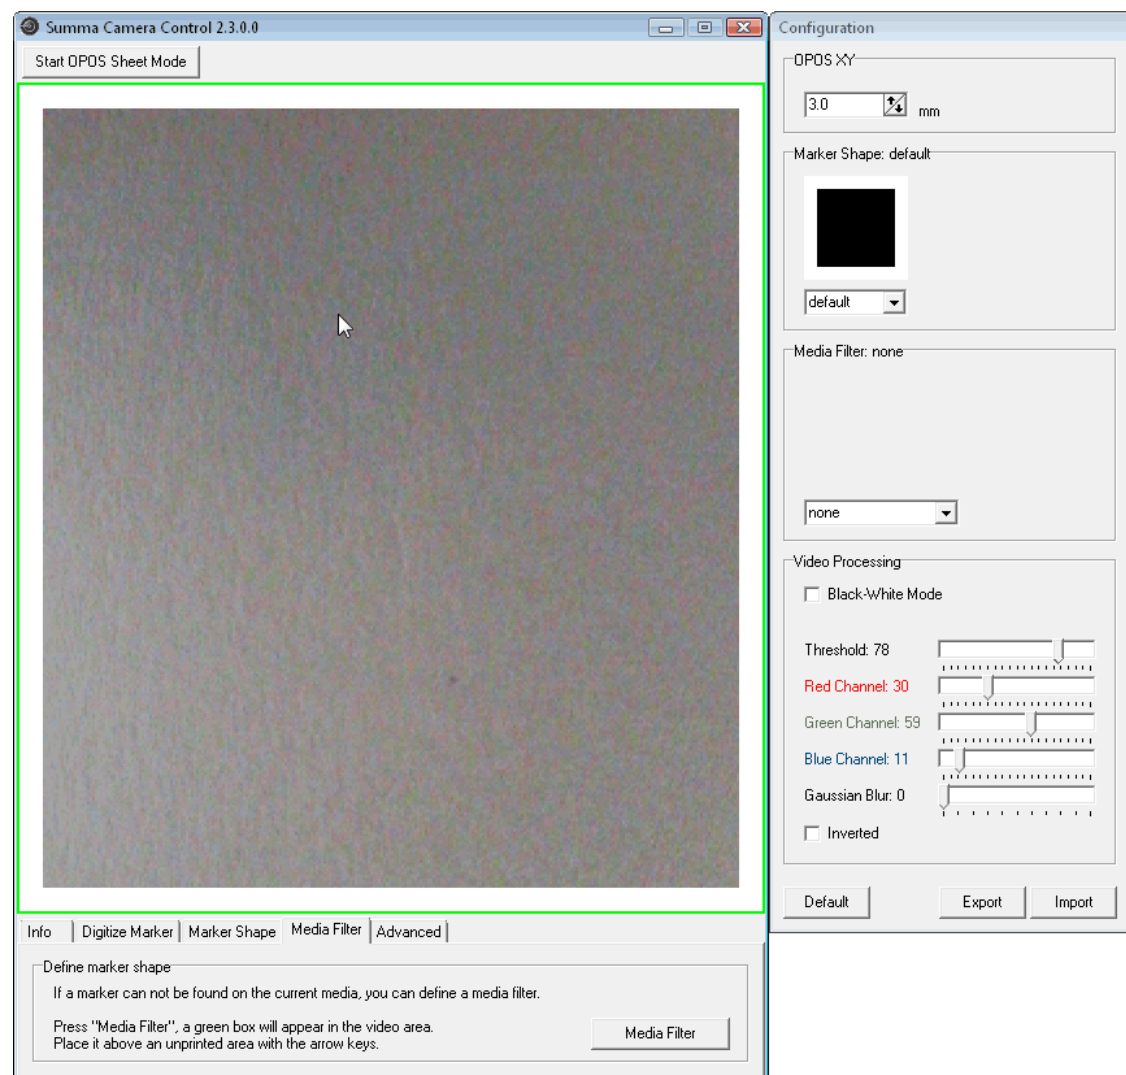 Summa Camera Control 2.3.0.0
Start OPOS Sheet Mode
Info
Digitize Marker
Marker Shape
Media Filter
Advanced
Define marker shape
If a marker can not be found on the current media, you can define a media filter.
Press "Media Filter", a green box will appear in the video area.
Place it above an unprinted area with the arrow keys.
Media Filter
Configuration
OPOS XY
3.0
mm
Marker Shape: default
default
Media Filter: none
none
Video Processing
Black-White Mode
Threshold: 78
Red Channel: 30
Green Channel: 59
Blue Channel: 11
Gaussian Blur: 0
Inverted
Default
Export
Import